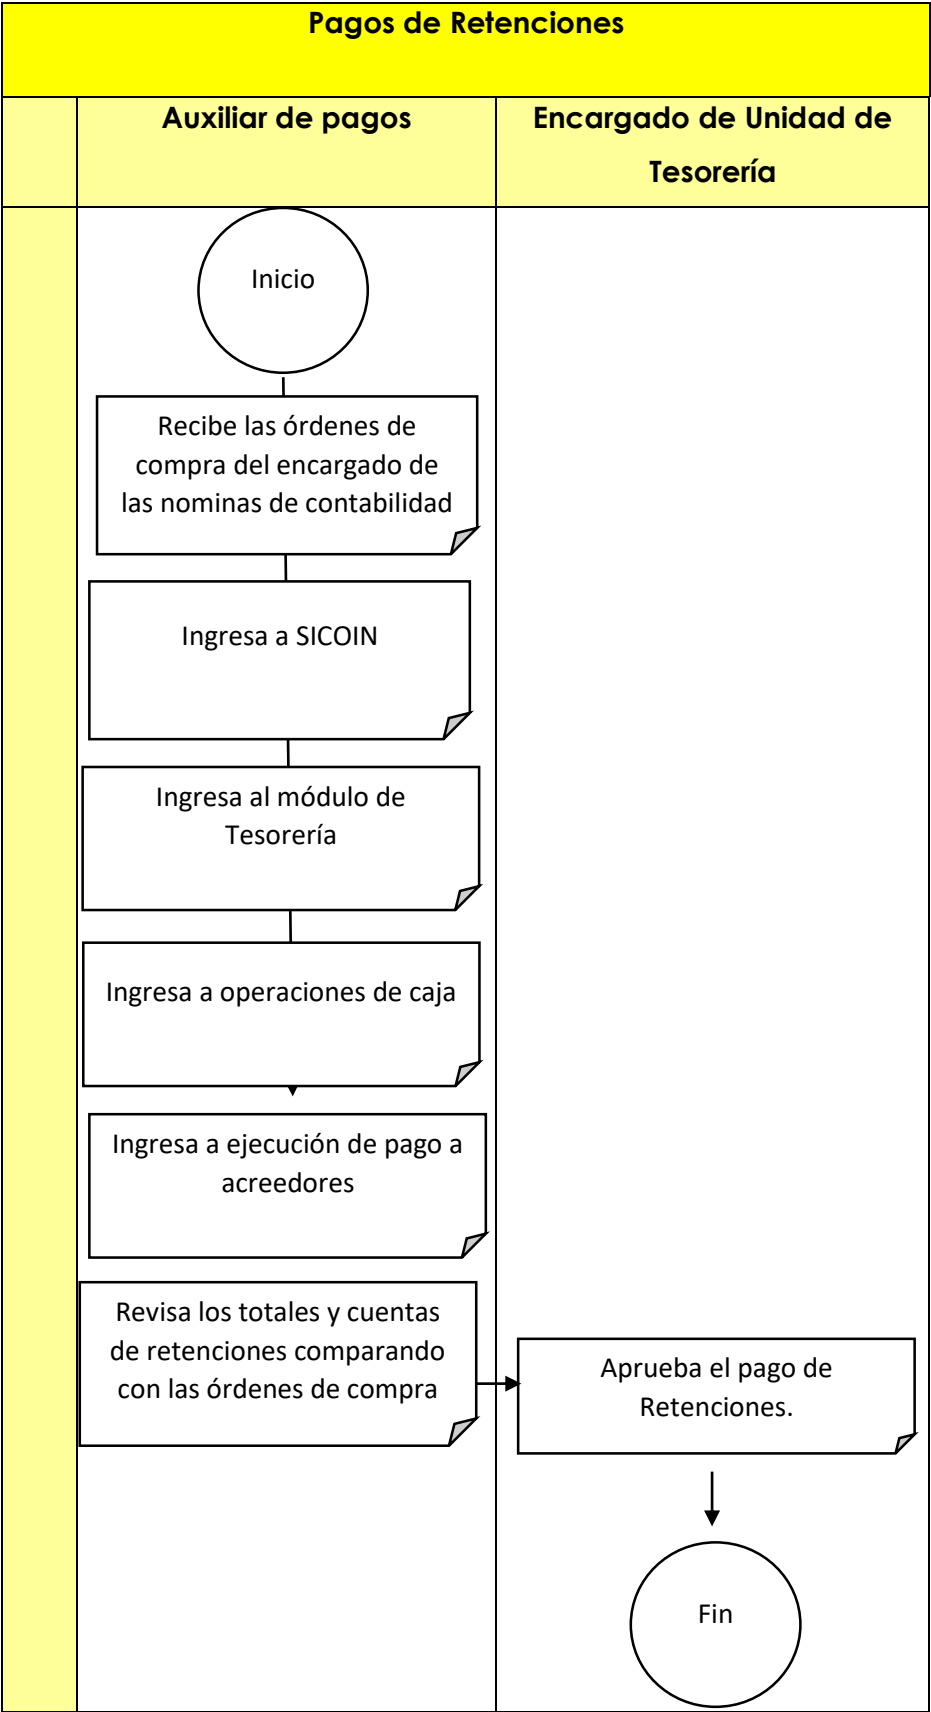 Pagos de Retenciones
Auxiliar de pagos
Encargado de Unidad de
Tesorería
Inicio
Recibe las órdenes de
compra del encargado de
las nominas de contabilidad
Ingresa a SICOIN
Ingresa al módulo de
Tesorería
Ingresa a operaciones de caja
Ingresa a ejecución de pago a
acreedores
Revisa los totales y cuentas
de retenciones comparando
con las órdenes de compra
Aprueba el pago de
Retenciones.
Fin